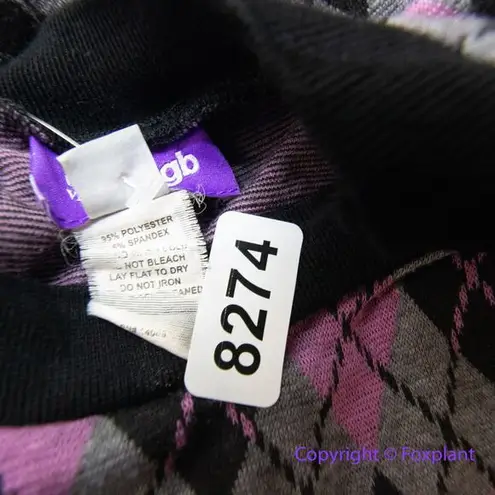 gb
95% POLYESTER
SPANDEX
NOT BLEACH
LAY FLAT TO DRY
DO NOT IRON
8274
Copyright © Foxplant